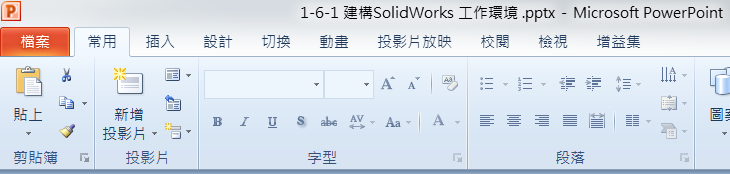 1-6-1 建構SolidWorks 工作環境 .pptx - Microsoft PowerPoint
檔案 常用 插入 設計 切換 動畫 投影片放映 校閱 檢視 增益集
貼上 新增投影片 B I U S abc AV Aa A
剪貼簿 投影片 字型 段落